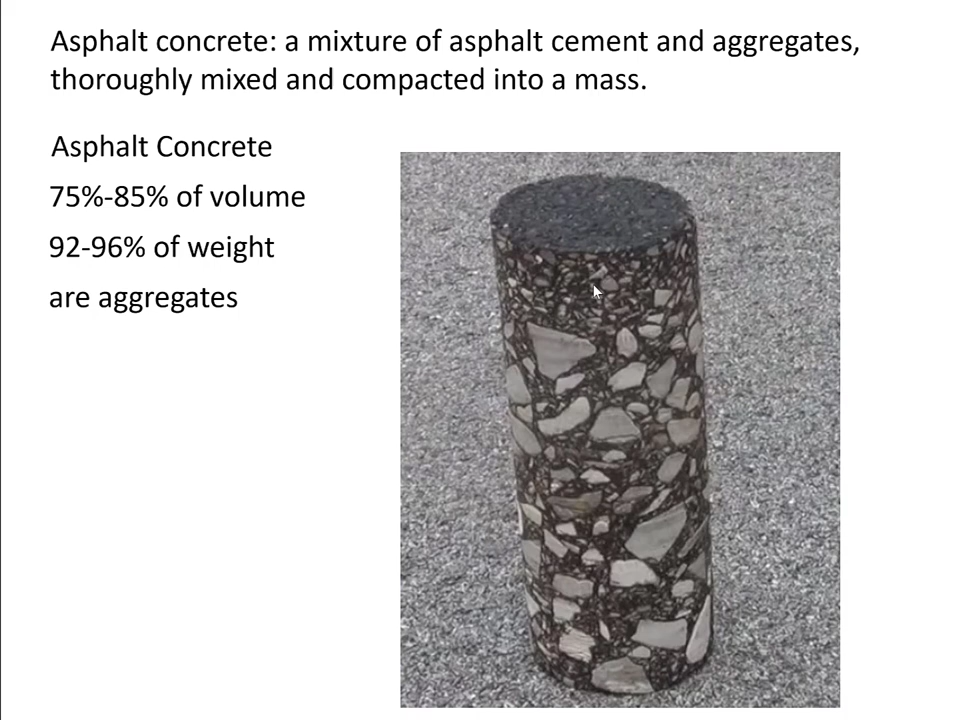 Asphalt concrete: a mixture of asphalt cement and aggregates,
thoroughly mixed and compacted into a mass.
Asphalt Concrete
75%-85% of volume
92-96% of weight
are aggregates